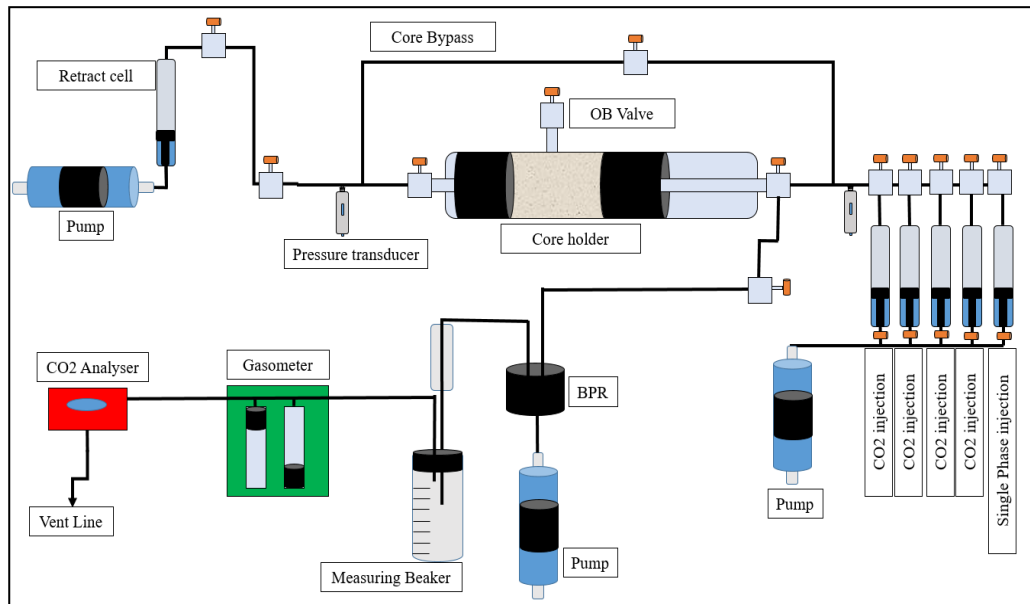 Core Bypass
Retract cell
OB Valve
Pump
Core holder
Pressure transducer
CO2 Analyser
Gasometer
BPR
Vent Line
Measuring Beaker
Pump
Pump
CO2 injection
CO2 injection
CO2 injection
CO2 injection
Single Phase injection